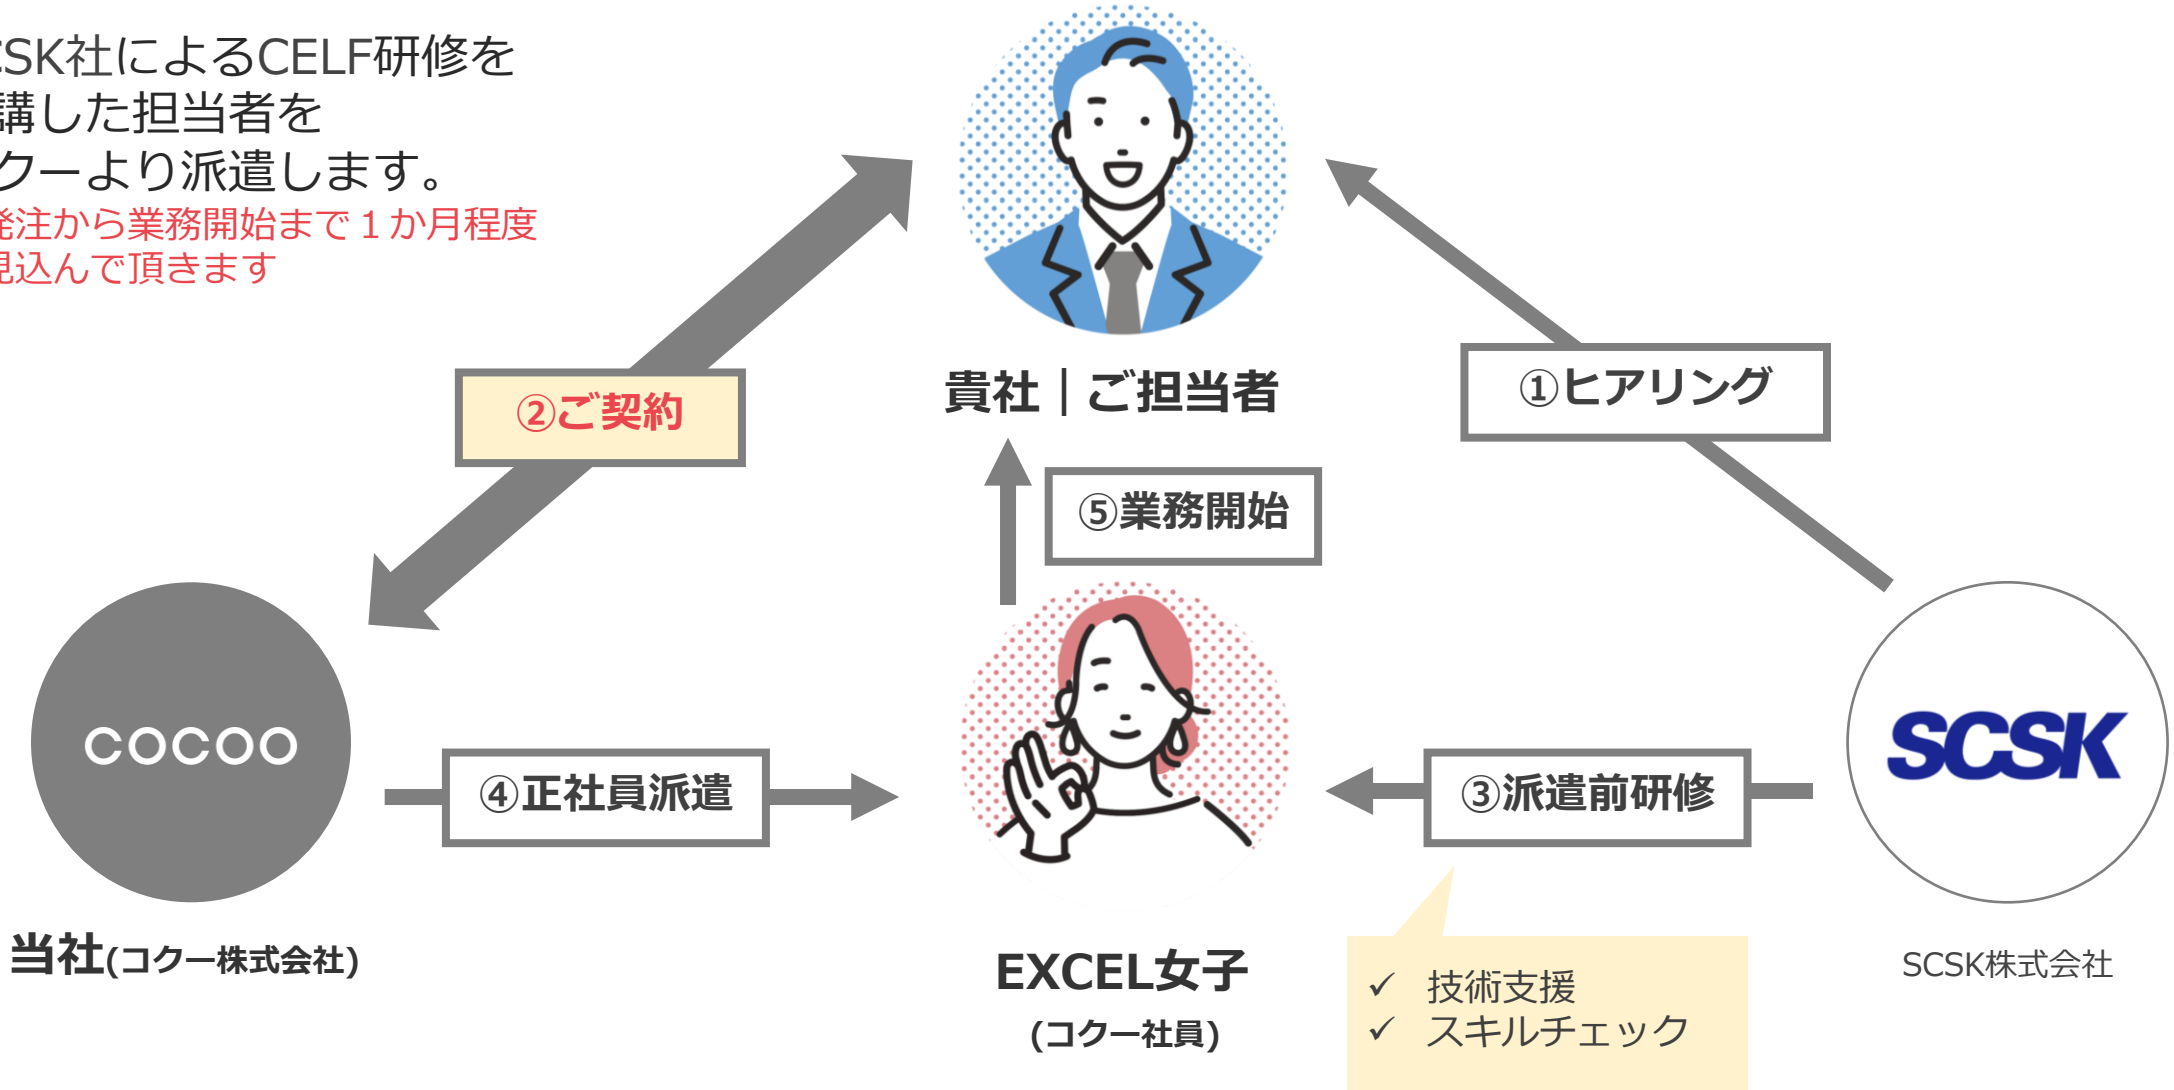 CSK社によるCELF研修を
講した担当者を
クーより派遣します。
発注から業務開始まで１か月程度
見込んで頂きます
貴社｜ご担当者
①ヒアリング
②ご契約
⑤業務開始
cocoo
SCSK
④正社員派遣
③派遣前研修
当社(コクー株式会社)
EXCEL女子
(コクー社員)
✓ 技術支援
✓ スキルチェック
SCSK株式会社